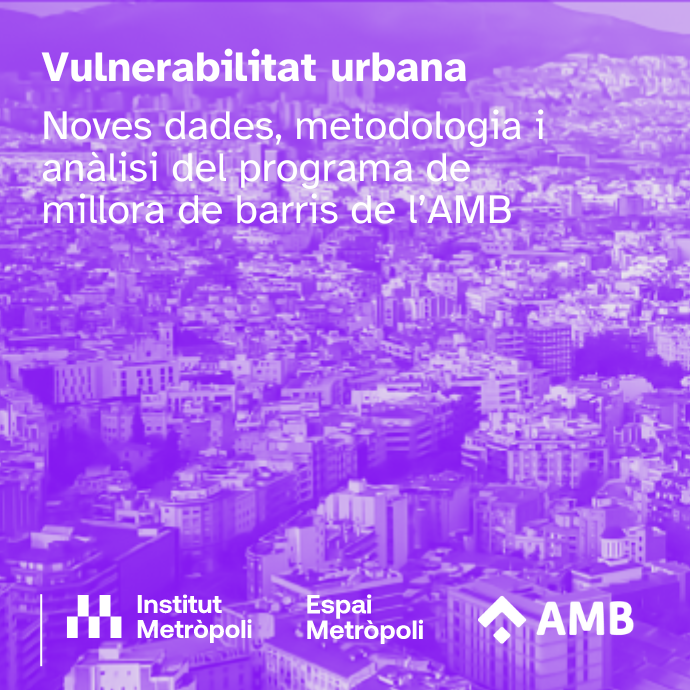 Vulnerabilitat urbana
Noves dades, metodologia i
anàlisi del programa de
millora de barris de l’AMB
Institut
Metròpoli
Espai
Metròpoli
AMB